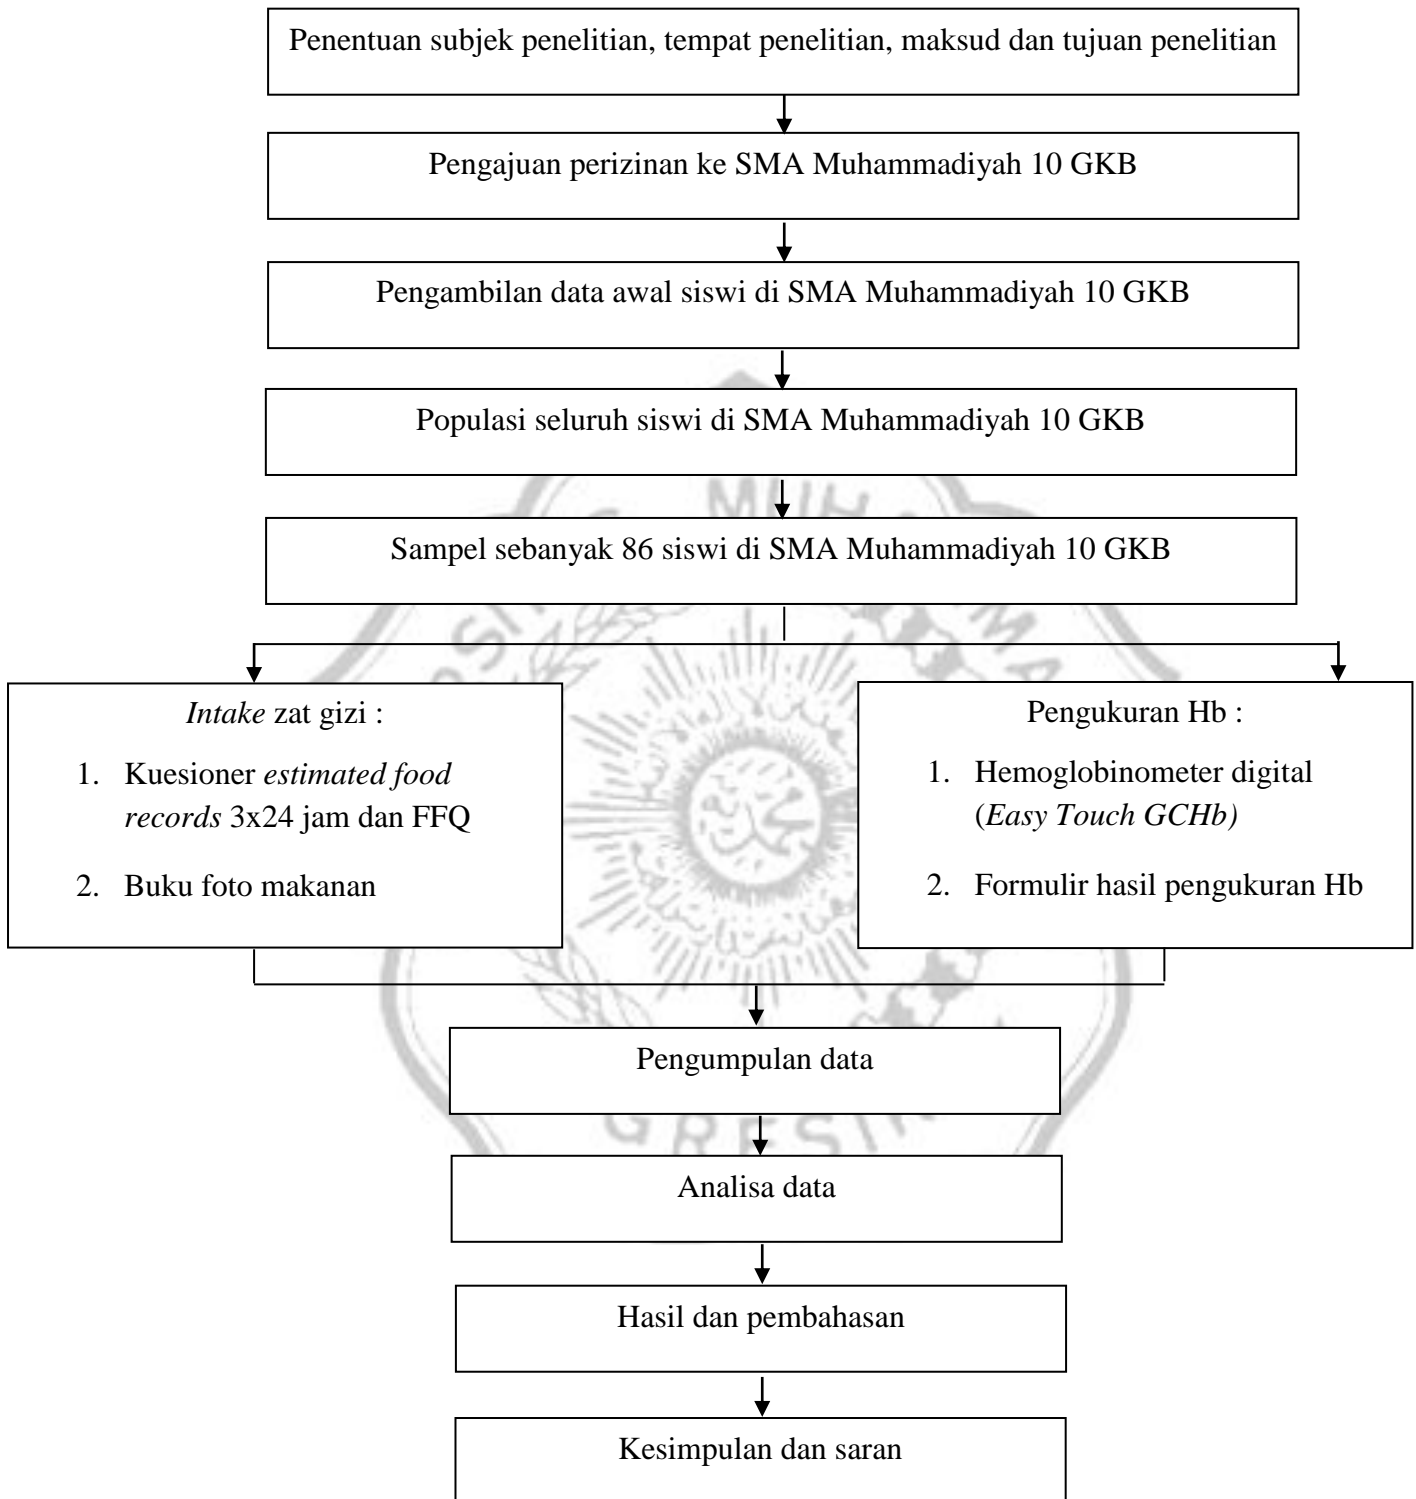 Penentuan subjek penelitian, tempat penelitian, maksud dan tujuan penelitian
Pengajuan perizinan ke SMA Muhammadiyah 10 GKB
Pengambilan data awal siswi di SMA Muhammadiyah 10 GKB
Populasi seluruh siswi di SMA Muhammadiyah 10 GKB
Sampel sebanyak 86 siswi di SMA Muhammadiyah 10 GKB
Intake zat gizi :
1. Kuesioner estimated food
records 3x24 jam dan FFQ
2. Buku foto makanan
Pengukuran Hb :
1. Hemoglobinometer digital
(Easy Touch GCHb)
2. Formulir hasil pengukuran Hb
Pengumpulan data
Analisa data
Hasil dan pembahasan
Kesimpulan dan saran